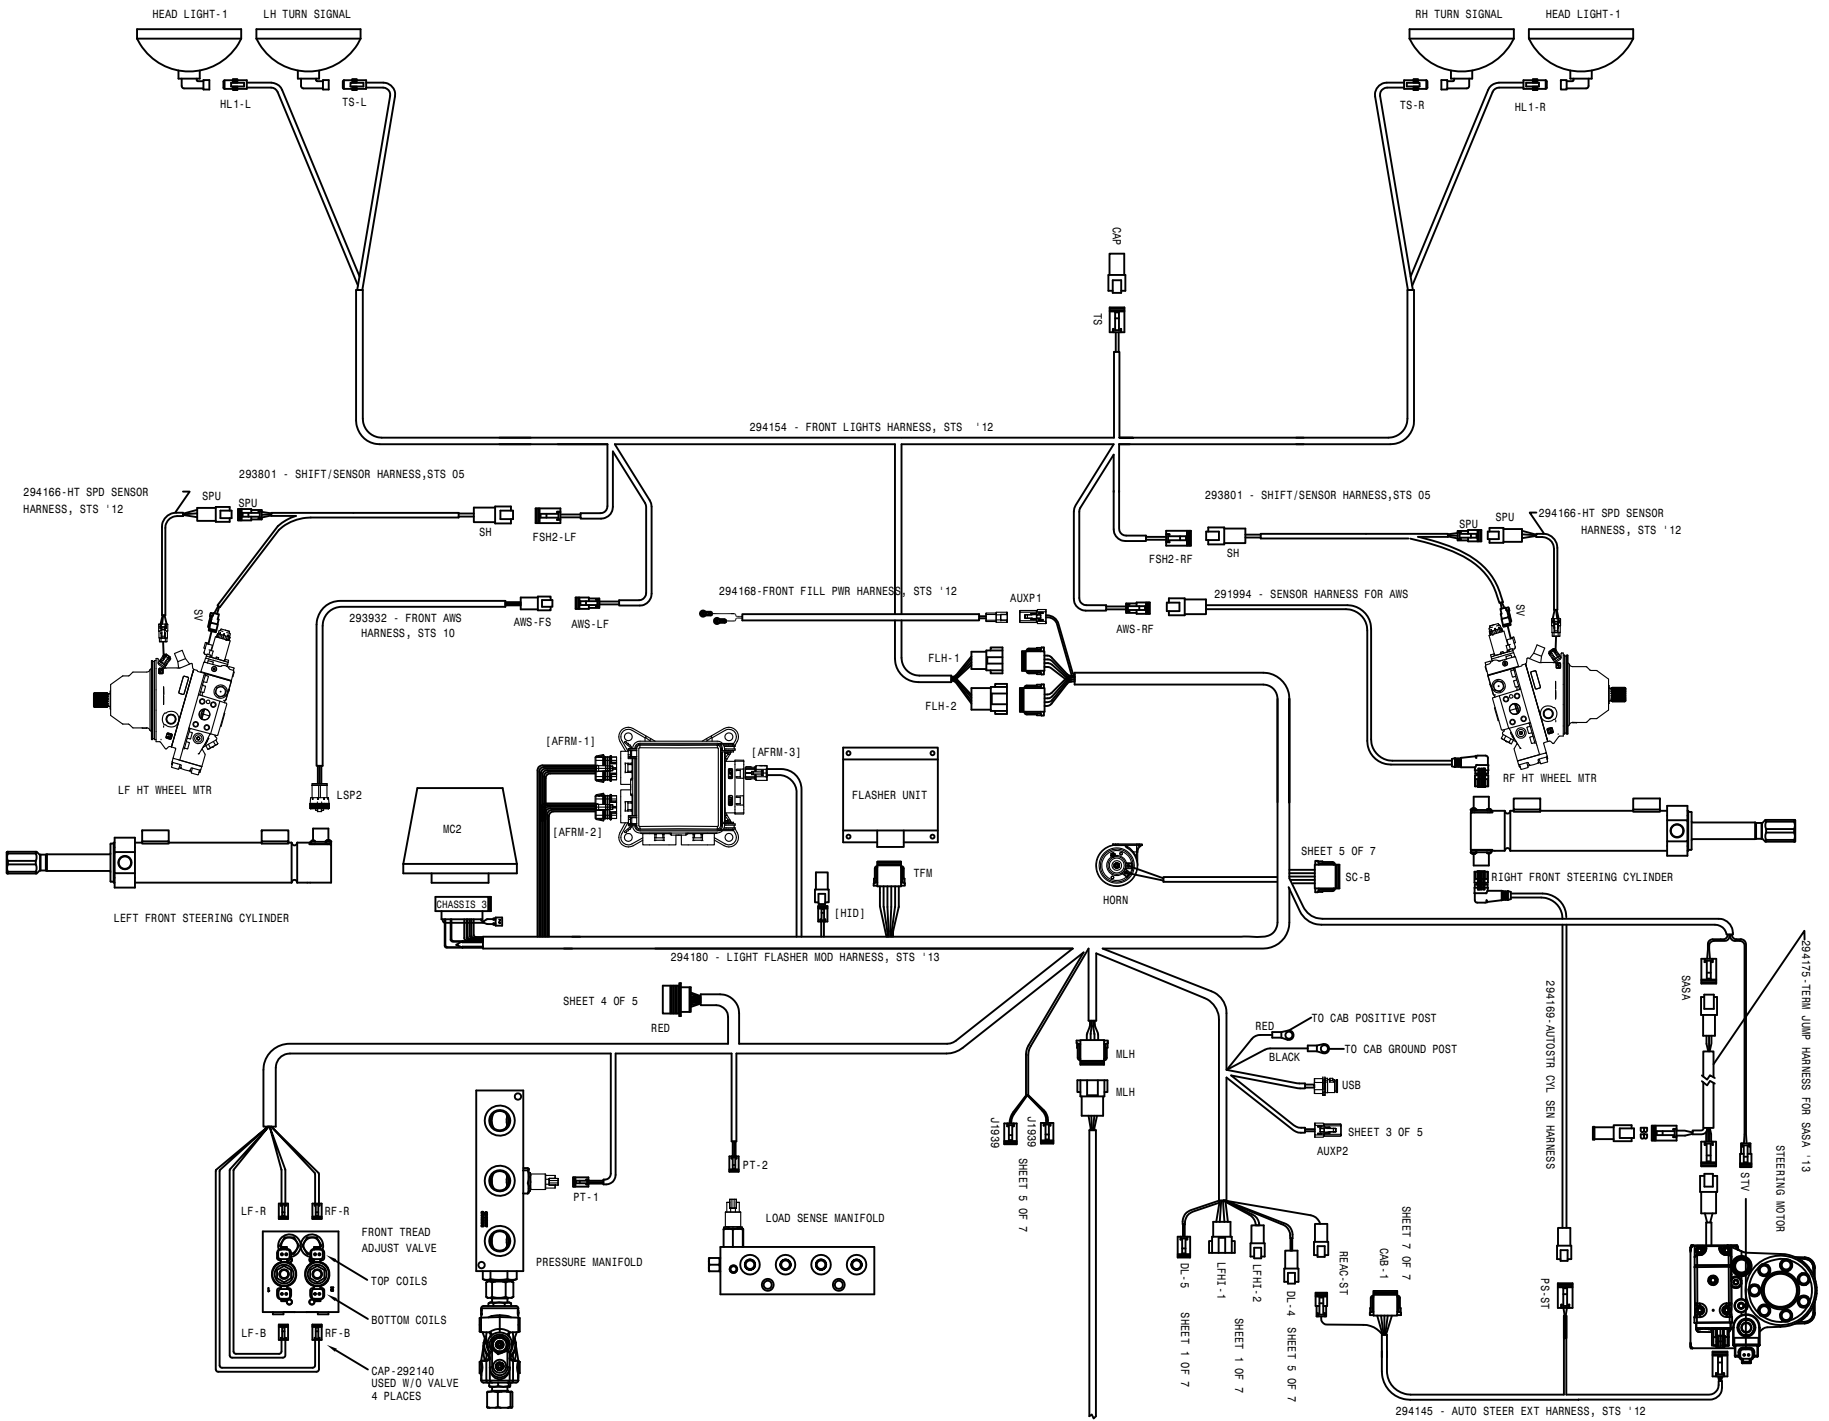 HEAD LIGHT-1
LH TURN SIGNAL
RH TURN SIGNAL
HEAD LIGHT-1
HL1-L
TS-L
TS-R
HL1-R
CAP
TS
294154 - FRONT LIGHTS HARNESS, STS '12
293801 - SHIFT/SENSOR HARNESS,STS 05
294166-HT SPD SENSOR
HARNESS, STS '12
SPU
SPU
SH
FSH2-LF
293801 - SHIFT/SENSOR HARNESS,STS 05
SPU
SPU
294166-HT SPD SENSOR
HARNESS, STS '12
FSH2-RF
SH
294168-FRONT FILL PWR HARNESS, STS '12
AUXP1
291994 - SENSOR HARNESS FOR AWS
SV
293932 - FRONT AWS
HARNESS, STS 10
AWS-FS
AWS-LF
AWS-RF
SV
FLH-1
FLH-2
[AFRM-1]
[AFRM-3]
[AFRM-2]
LF HT WHEEL MTR
LSP2
RF HT WHEEL MTR
MC2
FLASHER UNIT
TFM
HORN
SHEET 5 OF 7
SC-B
RIGHT FRONT STEERING CYLINDER
LEFT FRONT STEERING CYLINDER
CHASSIS 3
[HID]
294180 - LIGHT FLASHER MOD HARNESS, STS '13
SHEET 4 OF 5
RED
SASA
294169-AUTOSTR CYL SEN HARNESS
294175-TERM JUMP HARNESS FOR SASA '13
RED
TO CAB POSITIVE POST
BLACK
TO CAB GROUND POST
MLH
MLH
USB
SHEET 3 OF 5
AUXP2
J1939
J1939
SHEET 5 OF 7
BB
STV
STEERING MOTOR
PT-2
PT-1
LF-R
RF-R
FRONT TREAD
ADJUST VALVE
TOP COILS
BOTTOM COILS
LF-B
RF-B
CAP-292140
USED W/O VALVE
4 PLACES
PRESSURE MANIFOLD
LOAD SENSE MANIFOLD
DL-5
SHEET 1 OF 7
LFHI-1
LFHI-2
SHEET 1 OF 7
DL-4
SHEET 5 OF 7
REAC-ST
CAB-1
SHEET 7 OF 7
PS-ST
294145 - AUTO STEER EXT HARNESS, STS '12